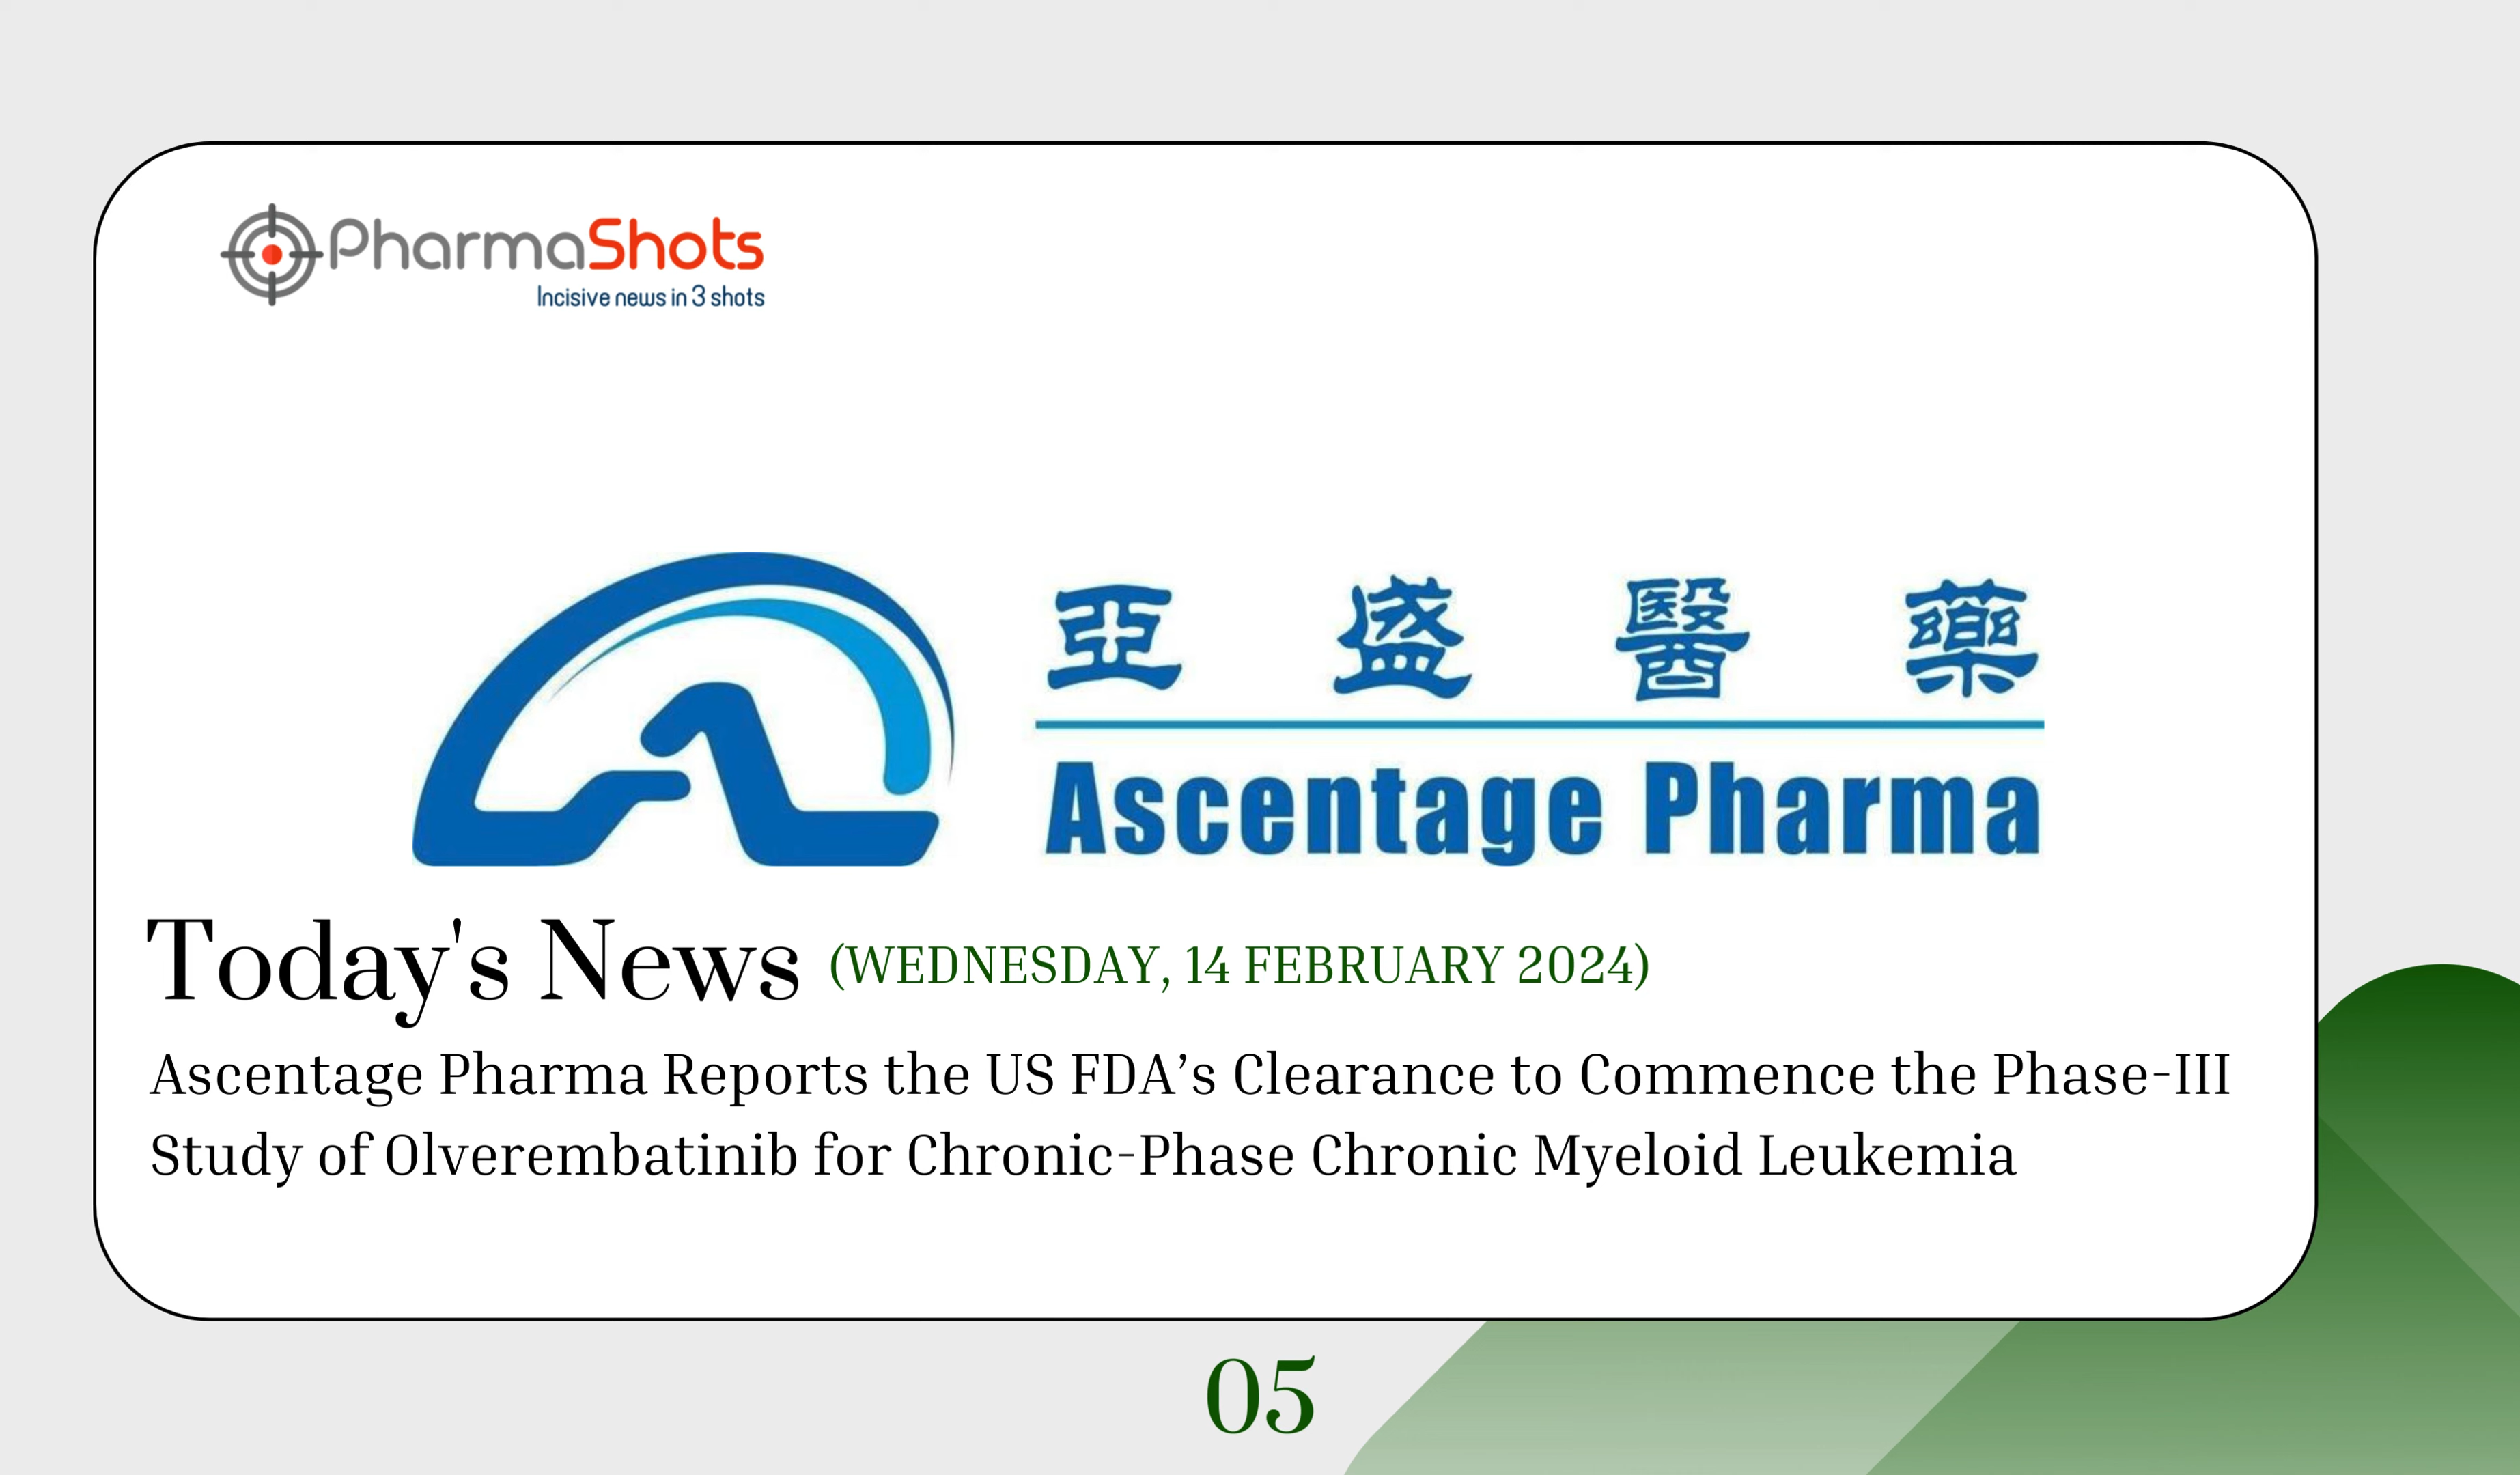 PharmaShots
Incisive news in 3 shots
亞盛醫藥
Ascentage Pharma
Today's News (WEDNESDAY, 14 FEBRUARY 2024)
Ascentage Pharma Reports the US FDA’s Clearance to Commence the Phase-III
Study of Olverembatinib for Chronic-Phase Chronic Myeloid Leukemia
05